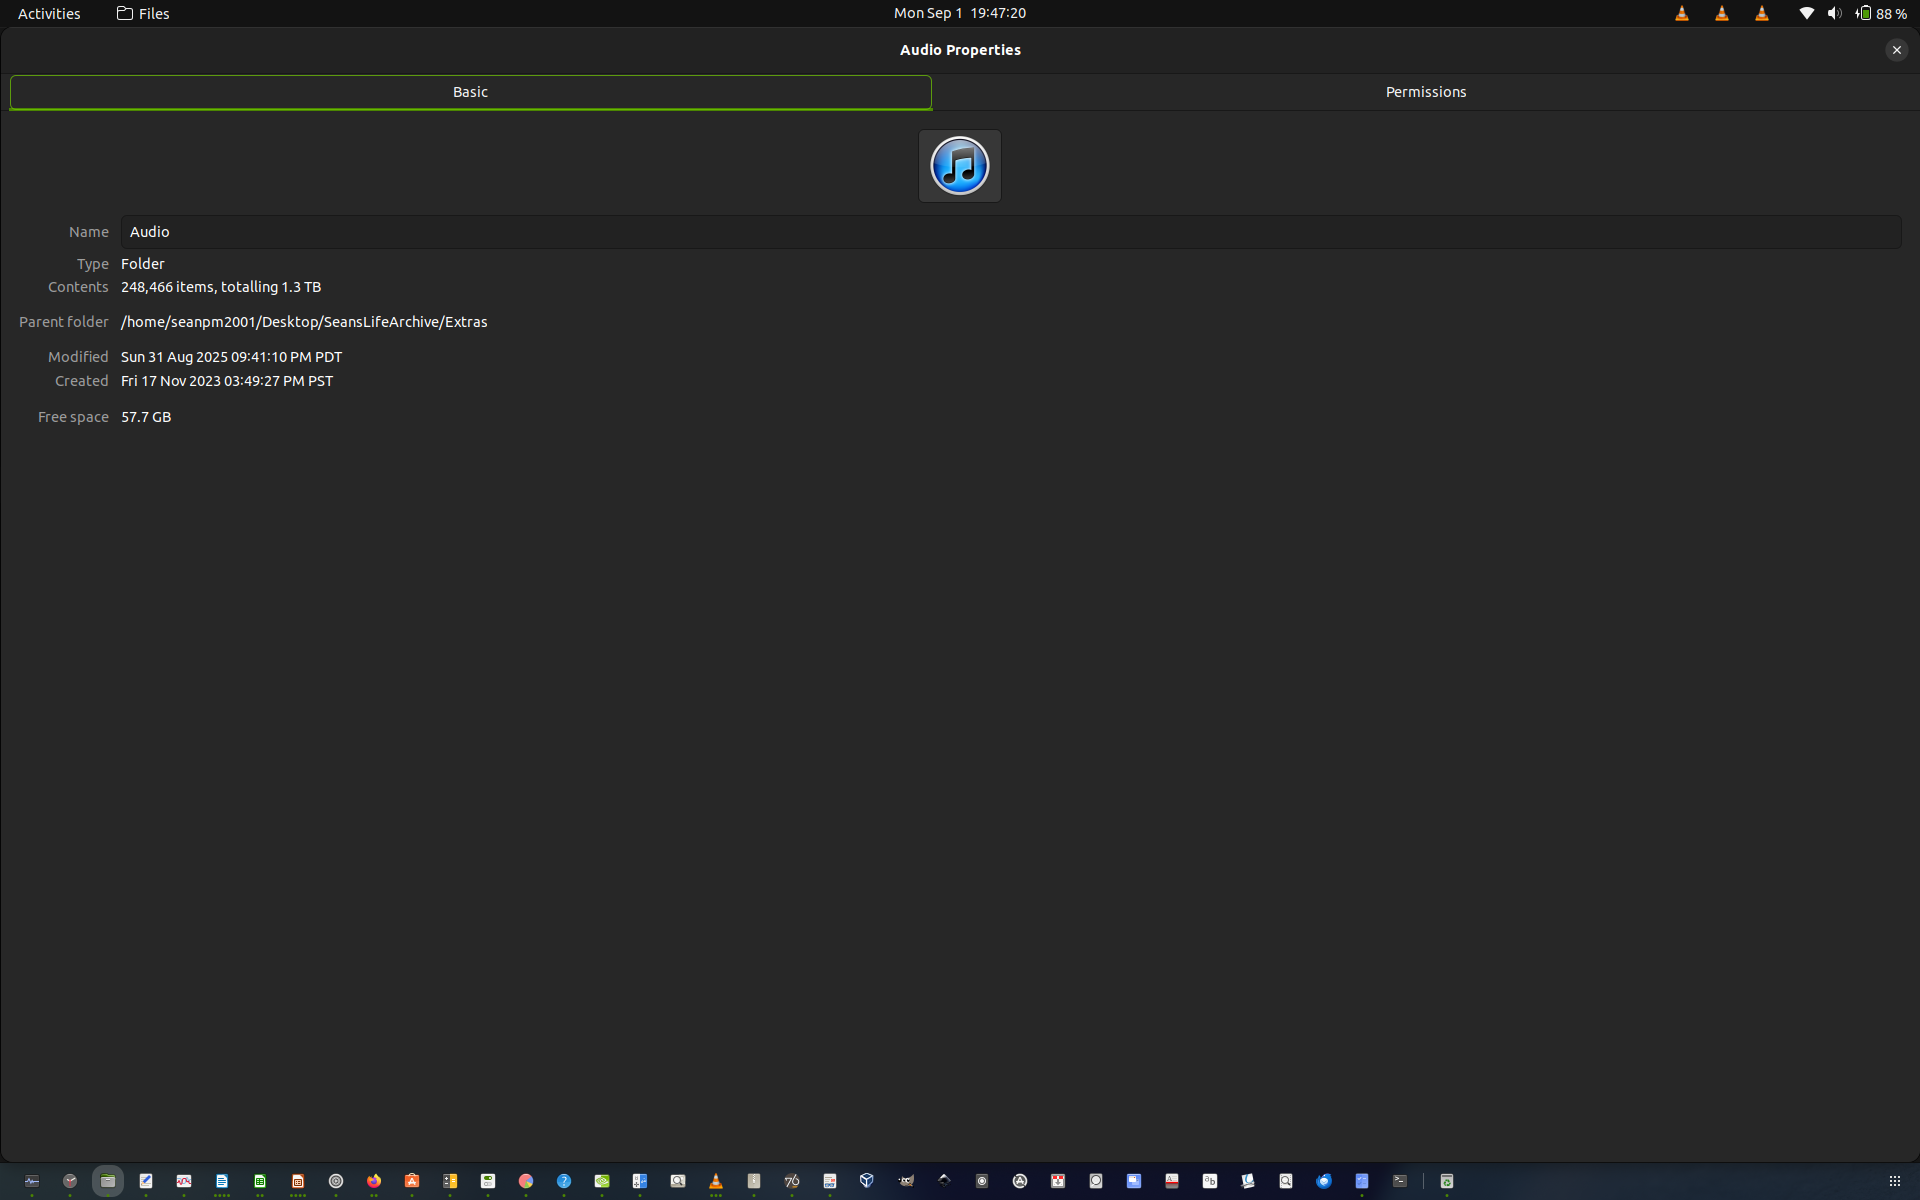 Activities Files Mon Sep 1 19:47:20 88 %
Audio Properties
Basic Permissions
Name Audio
Type Folder
Contents 248,466 items, totalling 1.3 TB
Parent folder /home/seanpm2001/Desktop/SeansLifeArchive/Extras
Modified Sun 31 Aug 2025 09:41:10 PM PDT
Created Fri 17 Nov 2023 03:49:27 PM PST
Free space 57.7 GB